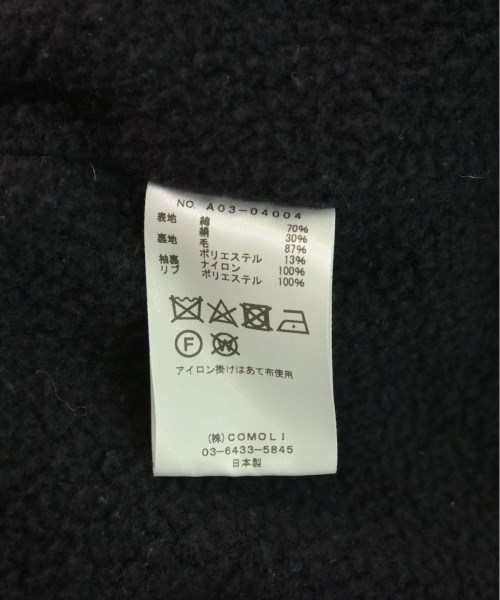 NO. A03-04004
表地 綿 70%
絹 30%
裏地 毛 87%
ポリエステル 13%
袖裏 ナイロン 100%
リブ ポリエステル 100%
F W
アイロン掛けはあて布使用
(株)COMOLI
03-6433-5845
日本製